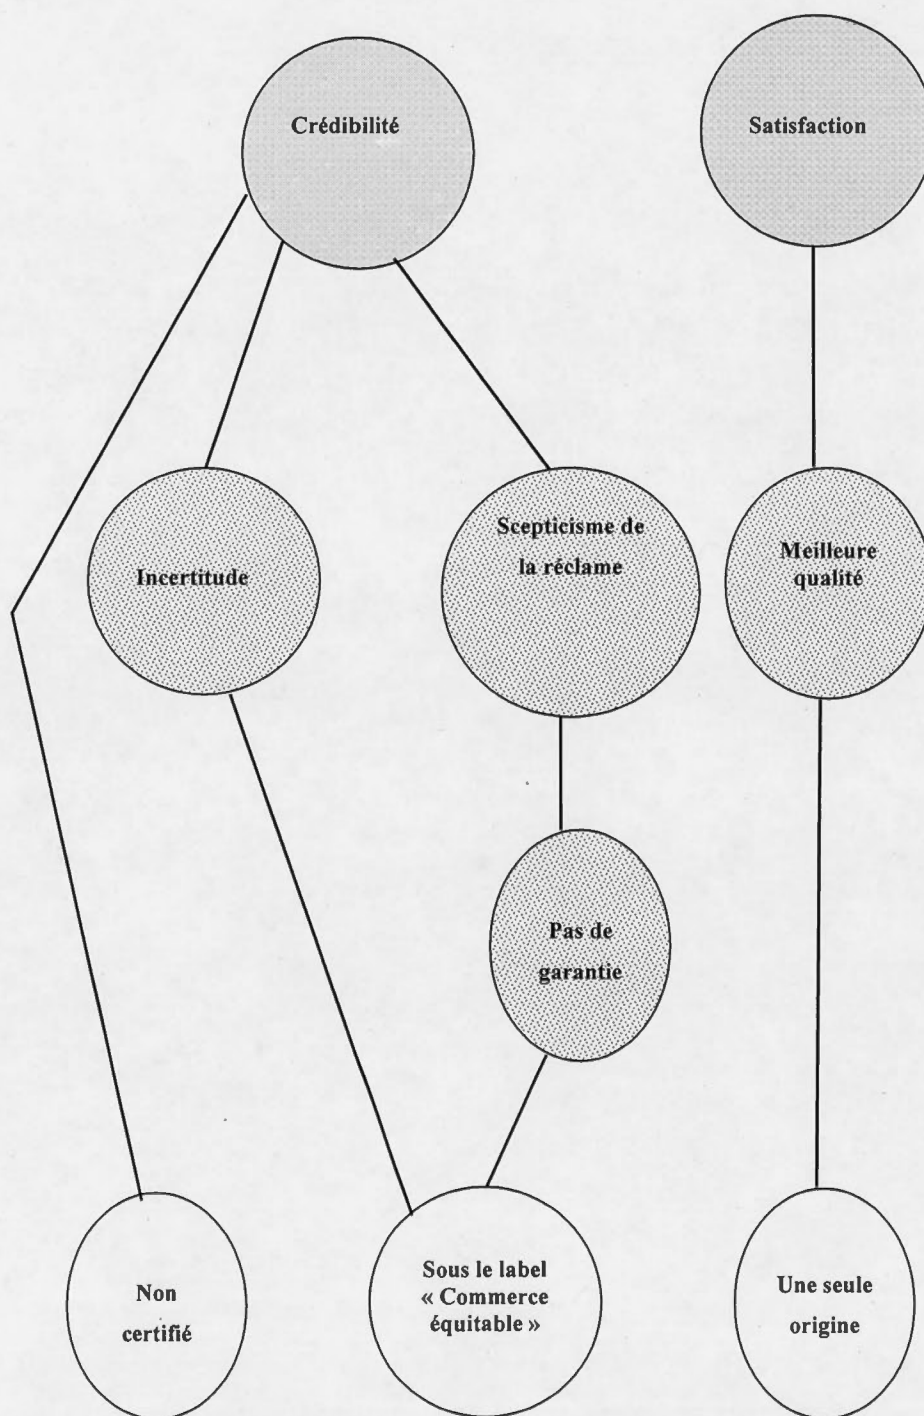 Crédibilité
Satisfaction
Incertitude
Scepticisme de
la réclame
Meilleure
qualité
Pas de
garantie
Non
certifié
Sous le label
« Commerce
équitable »
Une seule
origine